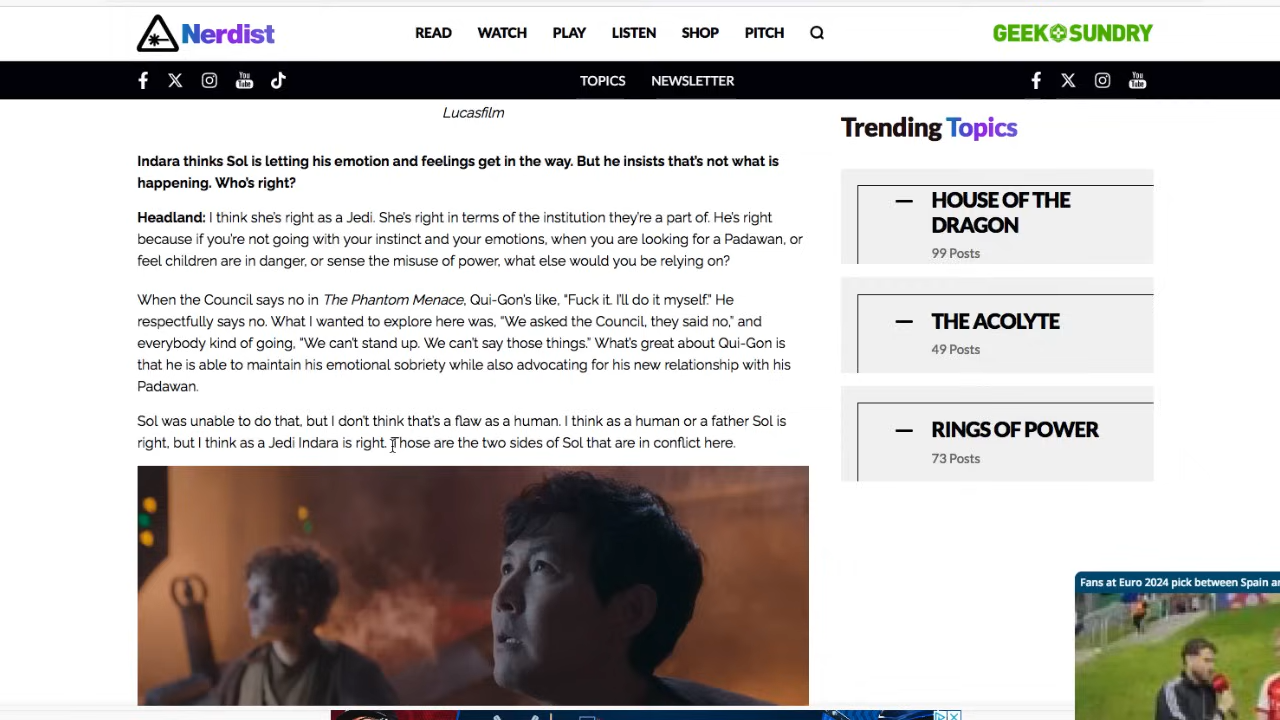 Nerdist
READ WATCH PLAY LISTEN SHOP PITCH
GEEK SUNDRY
TOPICS NEWSLETTER
Lucasfilm
Indara thinks Sol is letting his emotion and feelings get in the way. But he insists that's not what is
happening. Who's right?
Headland: I think she's right as a Jedi. She's right in terms of the institution they're a part of. He's right
because if you're not going with your instinct and your emotions, when you are looking for a Padawan, or
feel children are in danger, or sense the misuse of power, what else would you be relying on?
When the Council says no in The Phantom Menace, Qui-Gon's like, “Fuck it. I'll do it myself.” He
respectfully says no. What I wanted to explore here was, “We asked the Council, they said no,” and
everybody kind of going, “We can't stand up. We can't say those things.” What's great about Qui-Gon is
that he is able to maintain his emotional sobriety while also advocating for his new relationship with his
Padawan.
Sol was unable to do that, but I don't think that's a flaw as a human. I think as a human or a father Sol is
right, but I think as a Jedi Indara is right. Those are the two sides of Sol that are in conflict here.
Trending Topics
HOUSE OF THE
DRAGON
99 Posts
THE ACOLYTE
49 Posts
RINGS OF POWER
73 Posts
Fans at Euro 2024 pick between Spain an